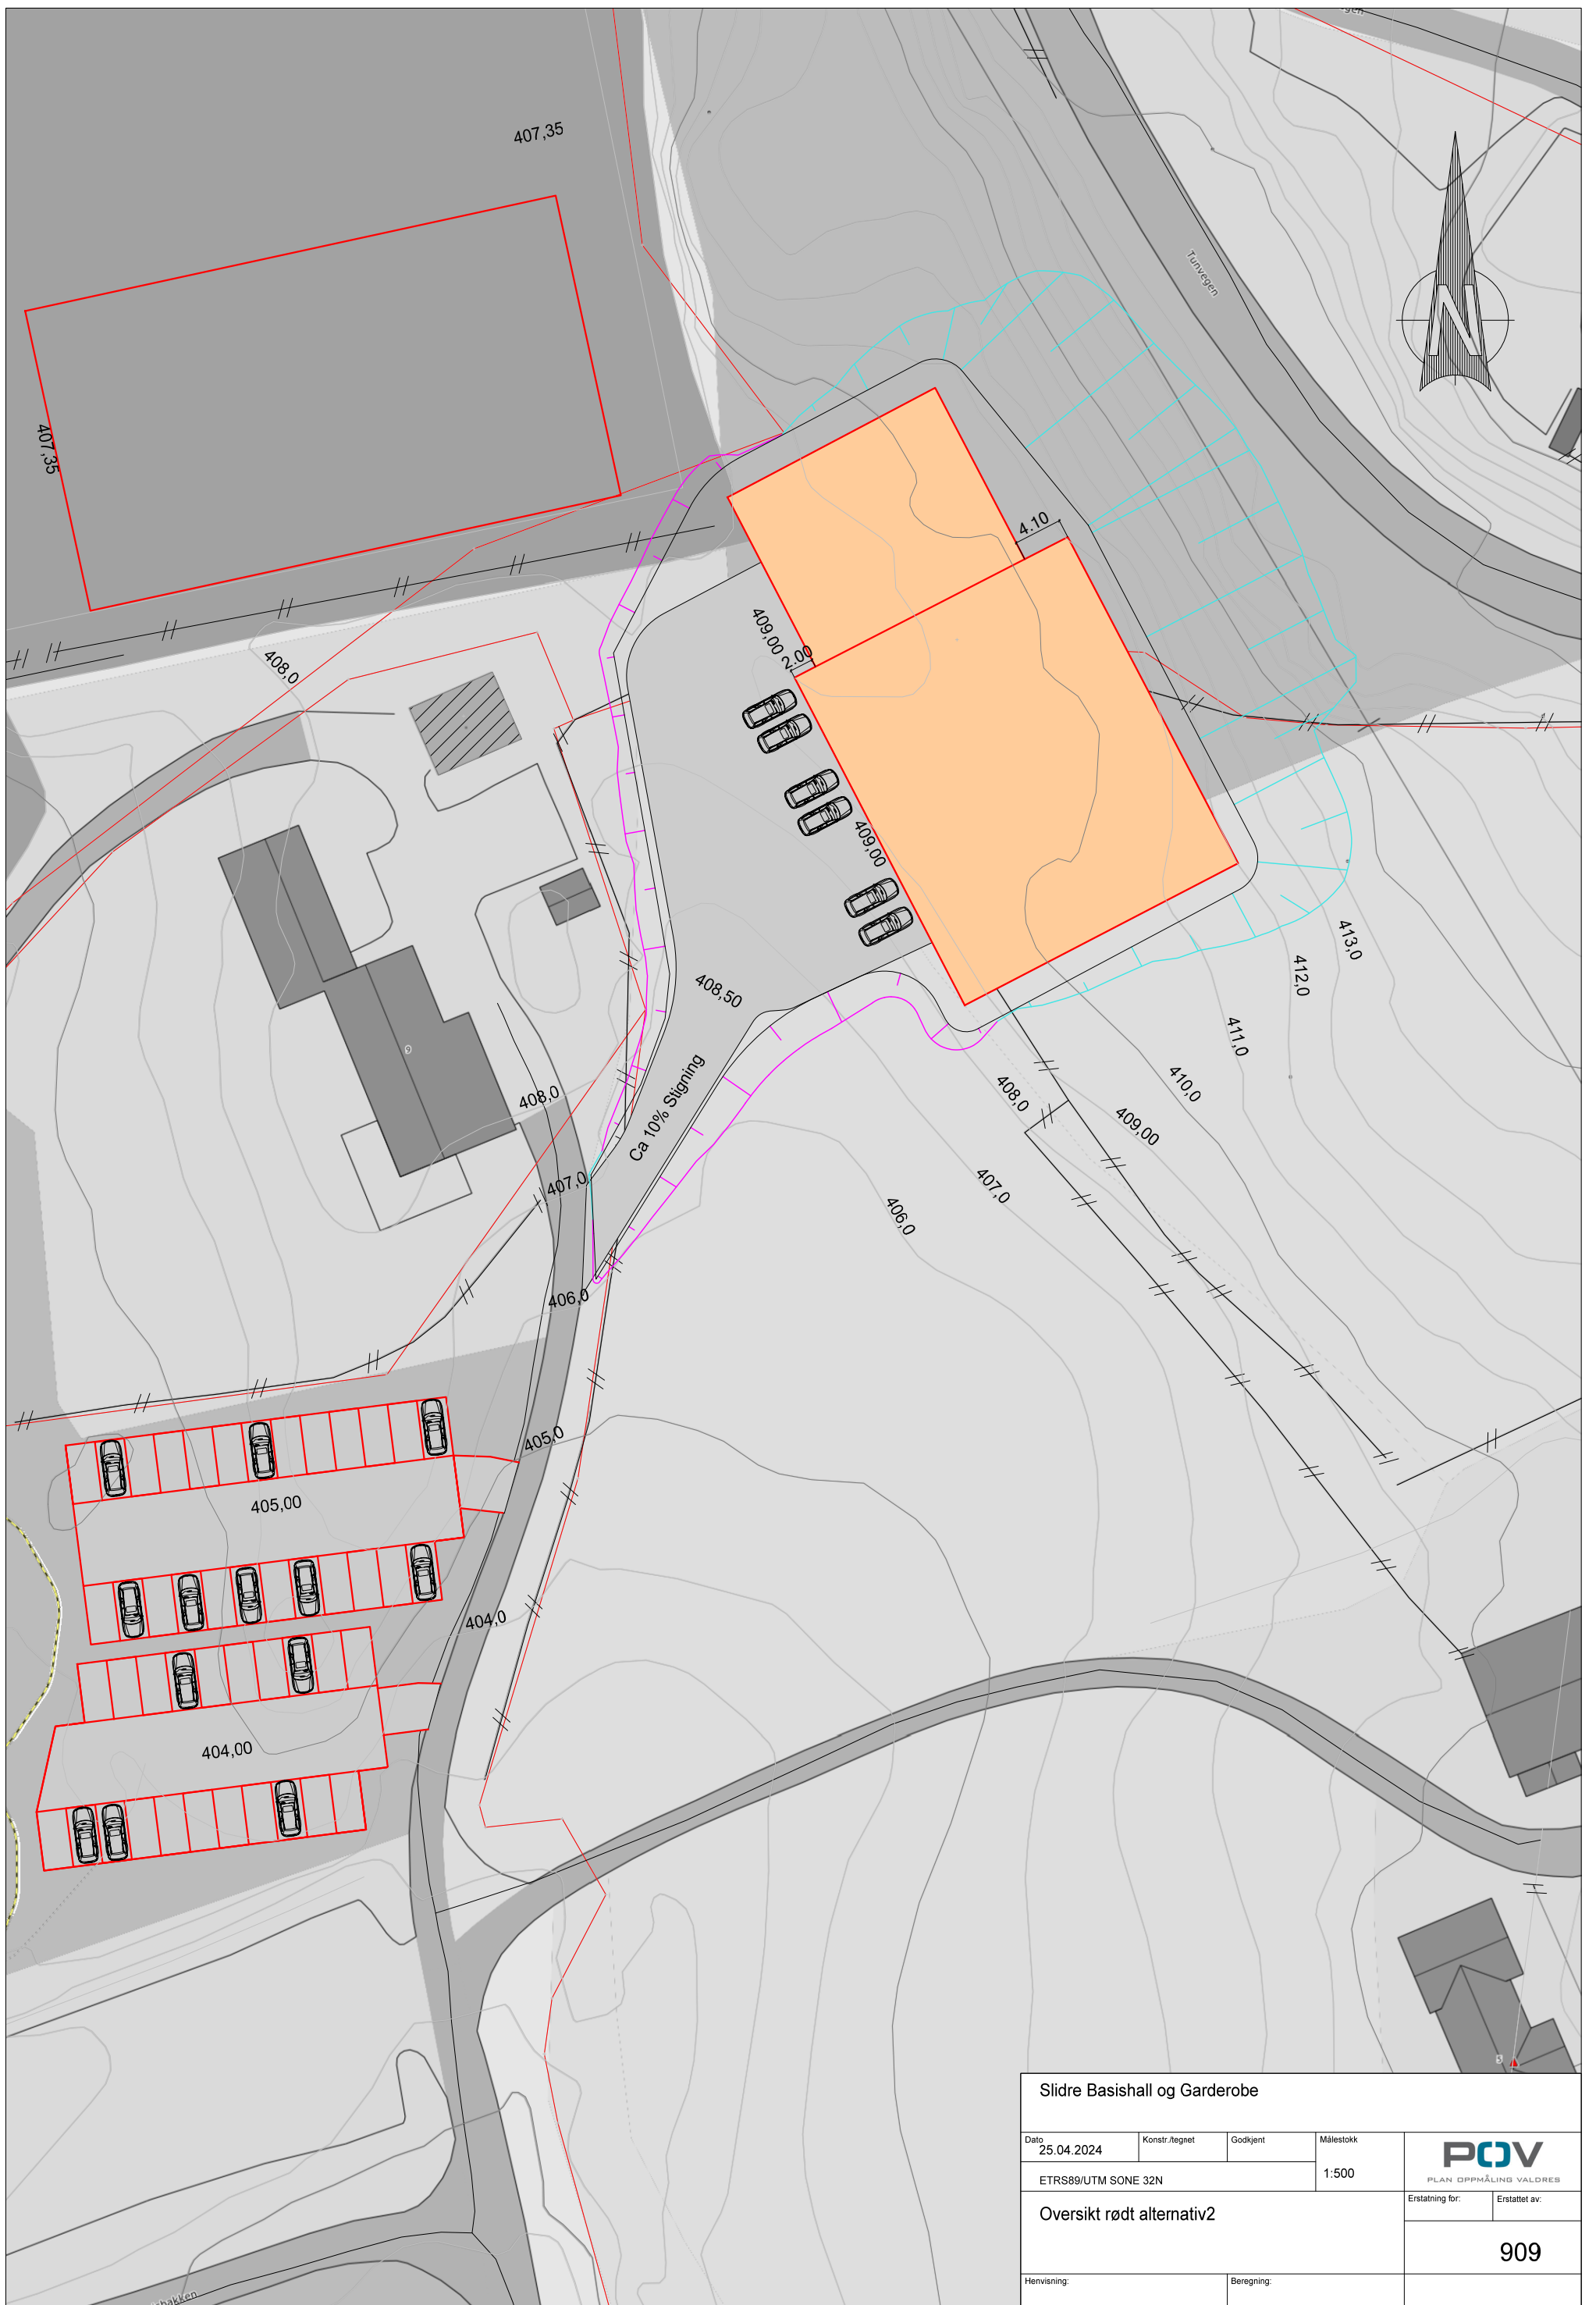 407,35
407,35
Tunvegen
N
4.10
409,00
2.00
408,0
409,00
408,50
413,0
412,0
411,0
410,0
409,00
408,0
407,0
406,0
9
408,0
Ca 10% Stigning
407,0
406,0
405,0
405,00
404,0
404,00
Slidre Basishall og Garderobe
Dato
25.04.2024
Konstr./tegnet
Godkjent
Målestokk
1:500
POV
PLAN OPPMÅLING VALDRES
ETRS89/UTM SONE 32N
Oversikt rødt alternativ2
Erstatning for:
Erstattet av:
909
Henvisning:
Beregning: